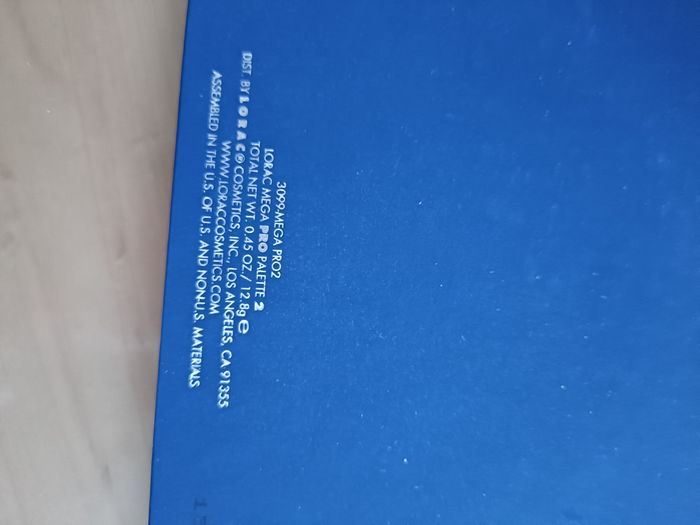 3099-MEGA PRO2
LORAC MEGA PRO PALETTE 2
TOTAL NET WT. 0.45 OZ./ 12.8g e
DIST. BY LORAC® COSMETICS, INC., LOS ANGELES, CA 91355
WWW.LORACCOSMETICS.COM
ASSEMBLED IN THE U.S. OF U.S. AND NON-U.S. MATERIALS